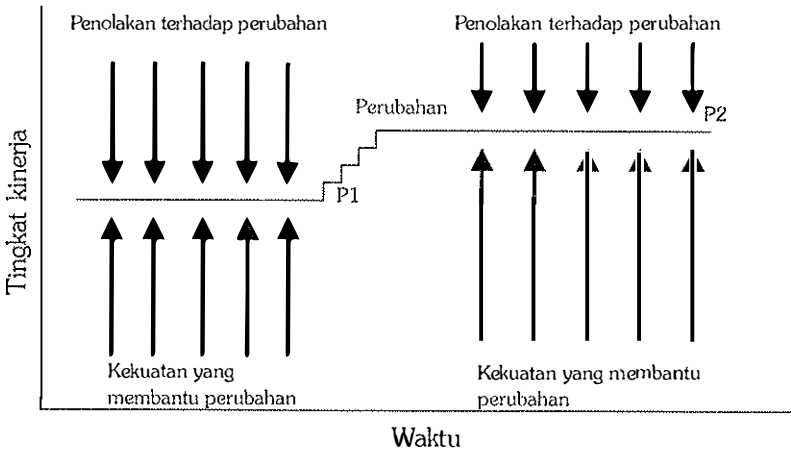 Penolakan terhadap perubahan
Penolakan terhadap perubahan
Perubahan
P2
P1
Tingkat kinerja
Kekuatan yang
membantu perubahan
Kekuatan yang membantu
perubahan
Waktu